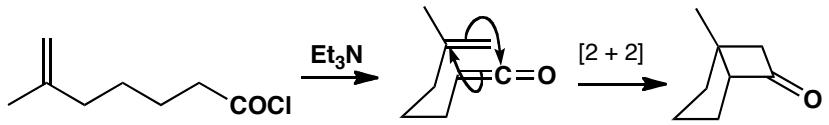 COCl
Et₃N
C=O
[2 + 2]
O